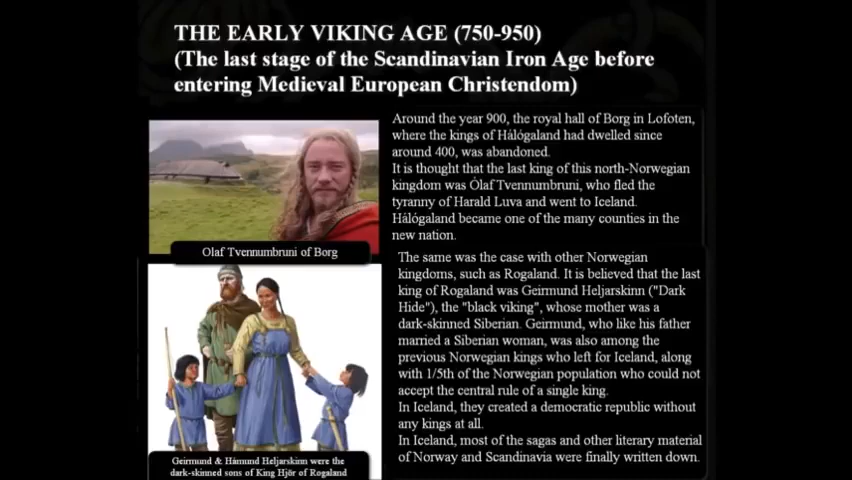 THE EARLY VIKING AGE (750-950)
(The last stage of the Scandinavian Iron Age before
entering Medieval European Christendom)
Around the year 900, the royal hall of Borg in Lofoten,
where the kings of Hálógaland had dwelled since
around 400, was abandoned.
It is thought that the last king of this north-Norwegian
kingdom was Ólaf Tvennumbruni, who fled the
tyranny of Harald Luva and went to Iceland.
Hálógaland became one of the many counties in the
new nation.
Olaf Tvennumbruni of Borg
The same was the case with other Norwegian
kingdoms, such as Rogaland. It is believed that the last
king of Rogaland was Geirmund Heljarskinn ("Dark
Hide"), the "black viking", whose mother was a
dark-skinned Siberian. Geirmund, who like his father
married a Siberian woman, was also among the
previous Norwegian kings who left for Iceland, along
with 1/5th of the Norwegian population who could not
accept the central rule of a single king.
In Iceland, they created a democratic republic without
any kings at all.
In Iceland, most of the sagas and other literary material
of Norway and Scandinavia were finally written down.
Geirmund & Hámund Heljarskinn were the
dark-skinned sons of King Hjör of Rogaland